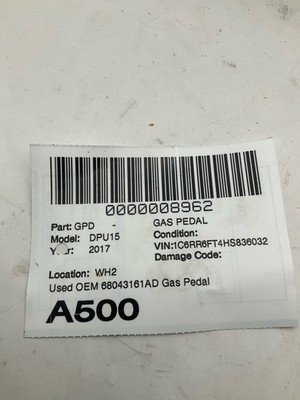 0000008962
Part: GPD - GAS PEDAL
Model: DPU15 Condition:
Year: 2017 VIN:1C6RR6FT4HS836032
Damage Code:
Location: WH2
Used OEM 68043161AD Gas Pedal
A500